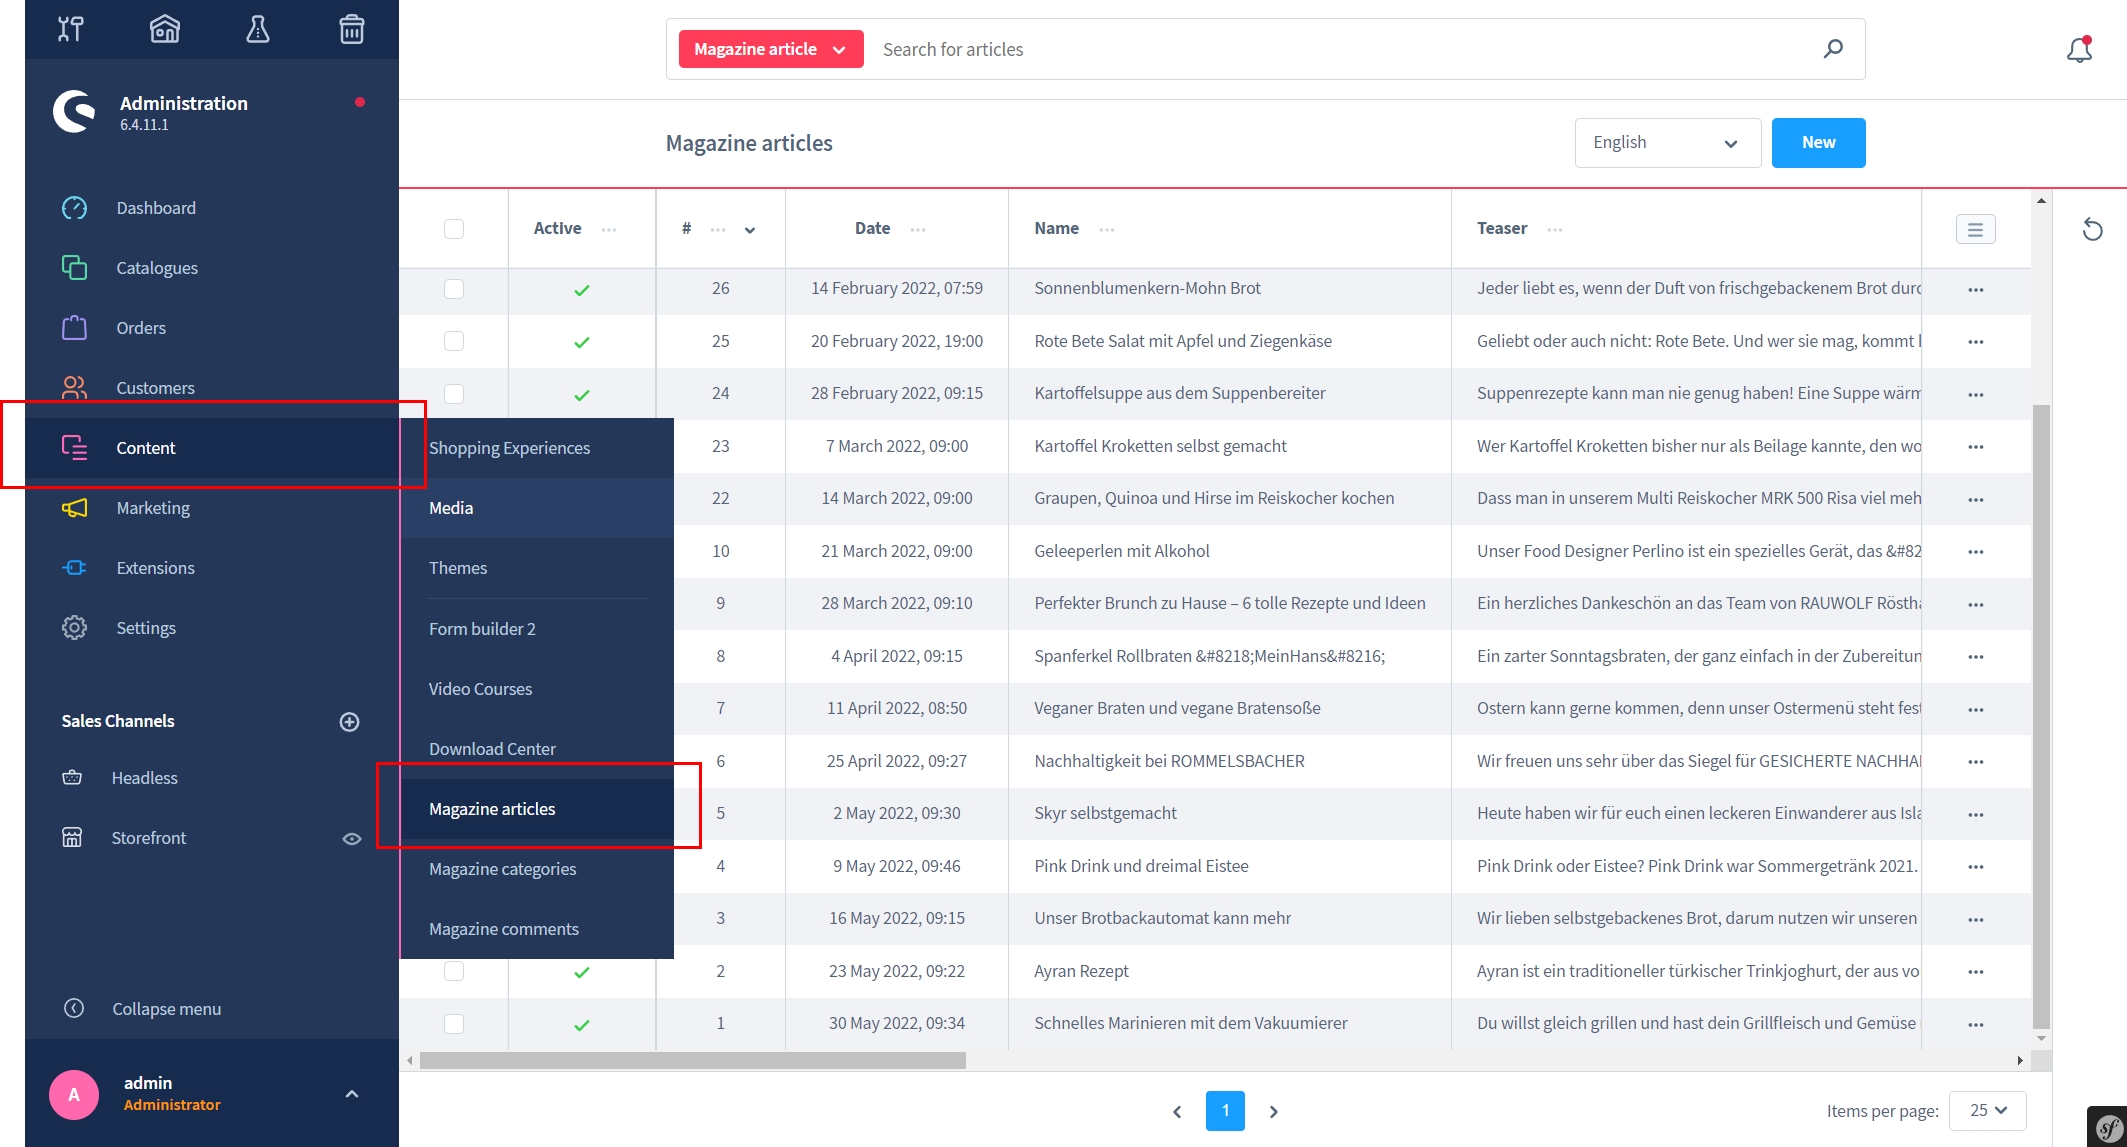 Magazine article
Search for articles
Administration
6.4.11.1
Magazine articles
English
New
Dashboard
Catalogues
Orders
Customers
Content
Marketing
Extensions
Settings
Sales Channels
Headless
Storefront
Collapse menu
A
admin
Administrator
Shopping Experiences
Media
Themes
Form builder 2
Video Courses
Download Center
Magazine articles
Magazine categories
Magazine comments
Active # Date Name Teaser
26 14 February 2022, 07:59 Sonnenblumenkern-Mohn Brot Jeder liebt es, wenn der Duft von frischgebackenem Brot durc
25 20 February 2022, 19:00 Rote Bete Salat mit Apfel und Ziegenkäse Geliebt oder auch nicht: Rote Bete. Und wer sie mag, kommt
24 28 February 2022, 09:15 Kartoffelsuppe aus dem Suppenbereiter Suppenrezepte kann man nie genug haben! Eine Suppe wärm
23 7 March 2022, 09:00 Kartoffel Kroketten selbst gemacht Wer Kartoffel Kroketten bisher nur als Beilage kannte, den wo
22 14 March 2022, 09:00 Graupen, Quinoa und Hirse im Reiskocher kochen Dass man in unserem Multi Reiskocher MRK 500 Risa viel meh
10 21 March 2022, 09:00 Geleeperlen mit Alkohol Unser Food Designer Perlino ist ein spezielles Gerät, das &#82
9 28 March 2022, 09:10 Perfekter Brunch zu Hause – 6 tolle Rezepte und Ideen Ein herzliches Dankeschön an das Team von RAUWOLF Rösth
8 4 April 2022, 09:15 Spanferkel Rollbraten &#8218;MeinHans&#8216; Ein zarter Sonntagsbraten, der ganz einfach in der Zubereitun
7 11 April 2022, 08:50 Veganer Braten und vegane Bratensoße Ostern kann gerne kommen, denn unser Ostermenü steht fest
6 25 April 2022, 09:27 Nachhaltigkeit bei ROMMELSBACHER Wir freuen uns sehr über das Siegel für GESICHERTE NACHHA
5 2 May 2022, 09:30 Skyr selbstgemacht Heute haben wir für euch einen leckeren Einwanderer aus Isla
4 9 May 2022, 09:46 Pink Drink und dreimal Eistee Pink Drink oder Eistee? Pink Drink war Sommergetränk 2021.
3 16 May 2022, 09:15 Unser Brotbackautomat kann mehr Wir lieben selbstgebackenes Brot, darum nutzen wir unseren
2 23 May 2022, 09:22 Ayran Rezept Ayran ist ein traditioneller türkischer Trinkjoghurt, der aus vo
1 30 May 2022, 09:34 Schnelles Marinieren mit dem Vakuumierer Du willst gleich grillen und hast dein Grillfleisch und Gemüse
1
Items per page: 25
sf